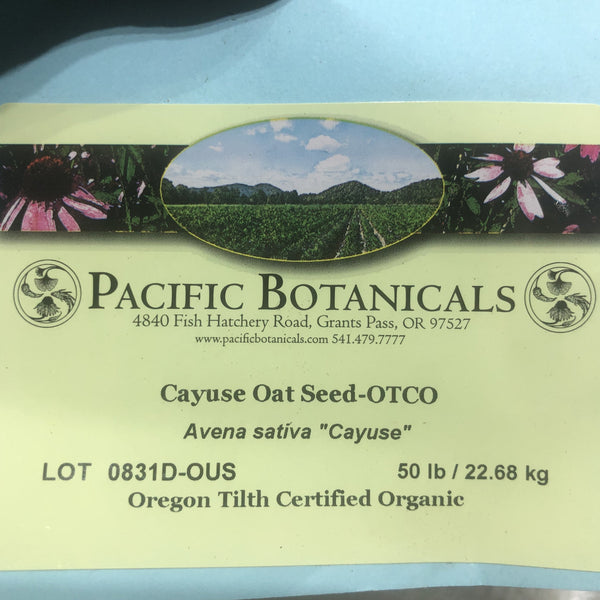 PACIFIC BOTANICALS
4840 Fish Hatchery Road, Grants Pass, OR 97527
www.pacificbotanicals.com 541.479.7777
Cayuse Oat Seed-OTCO
Avena sativa "Cayuse"
LOT 0831D-OUS 50 lb / 22.68 kg
Oregon Tilth Certified Organic